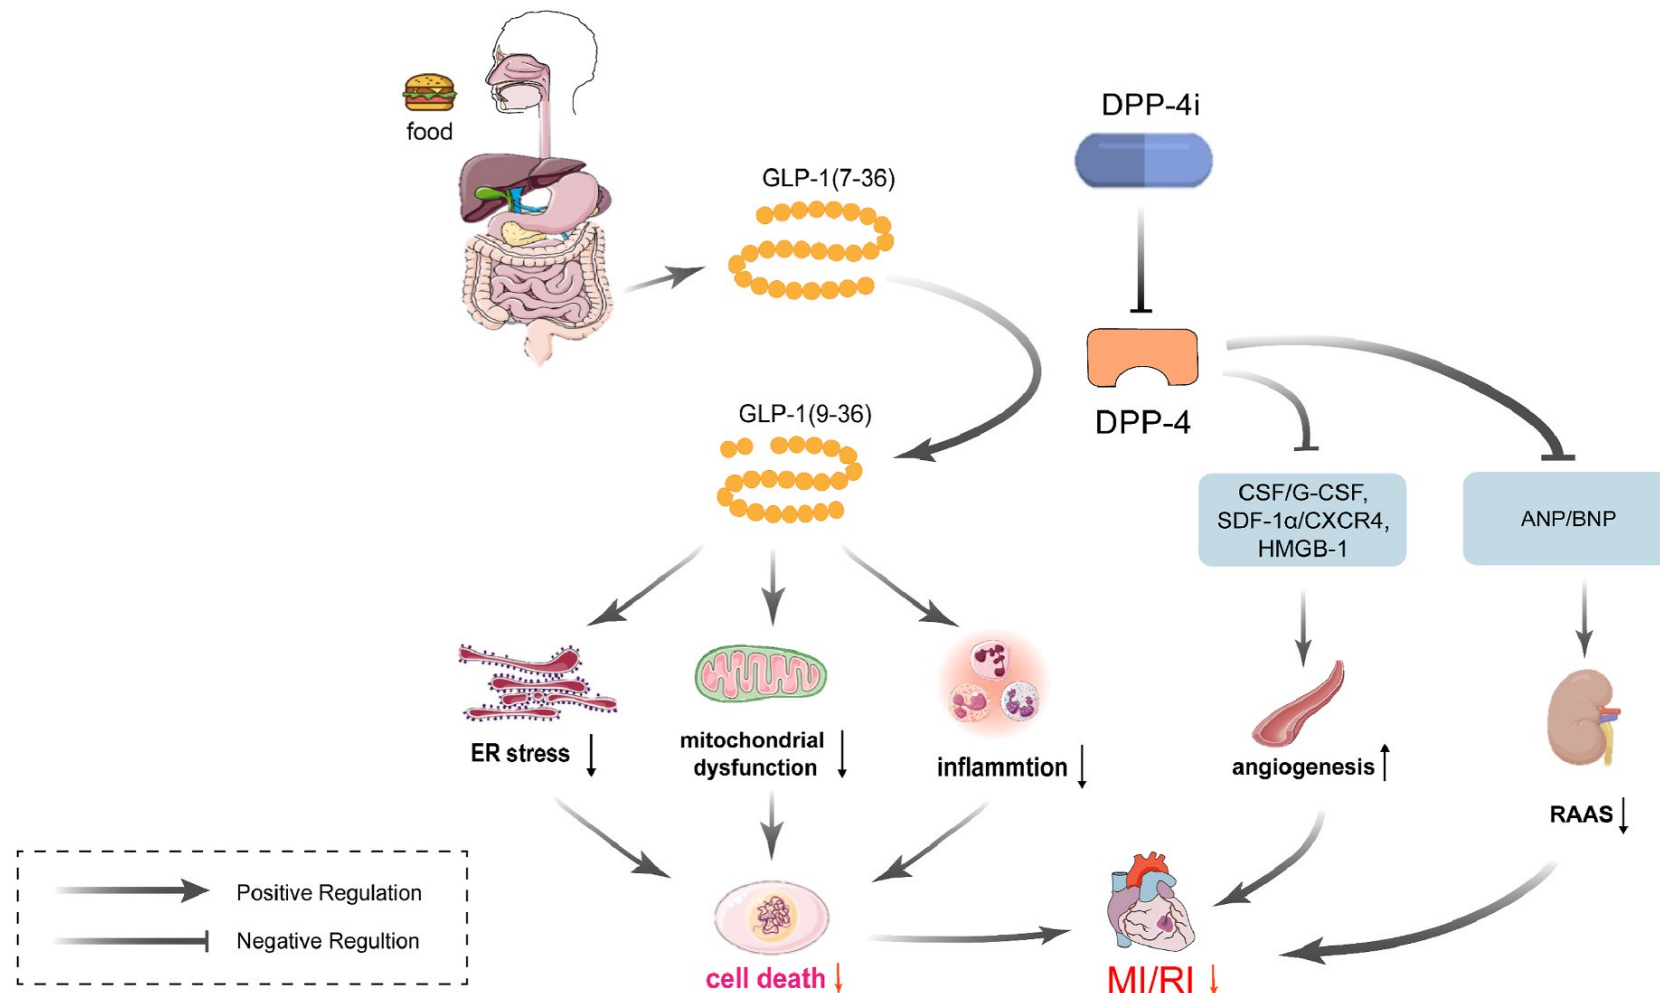 food
DPP-4i
GLP-1(7-36)
DPP-4
GLP-1(9-36)
CSF/G-CSF,
SDF-1α/CXCR4,
HMGB-1
ANP/BNP
ER stress
mitochondrial
dysfunction
inflammtion
angiogenesis
RAAS
Positive Regulation
Negative Regultion
cell death
MI/RI